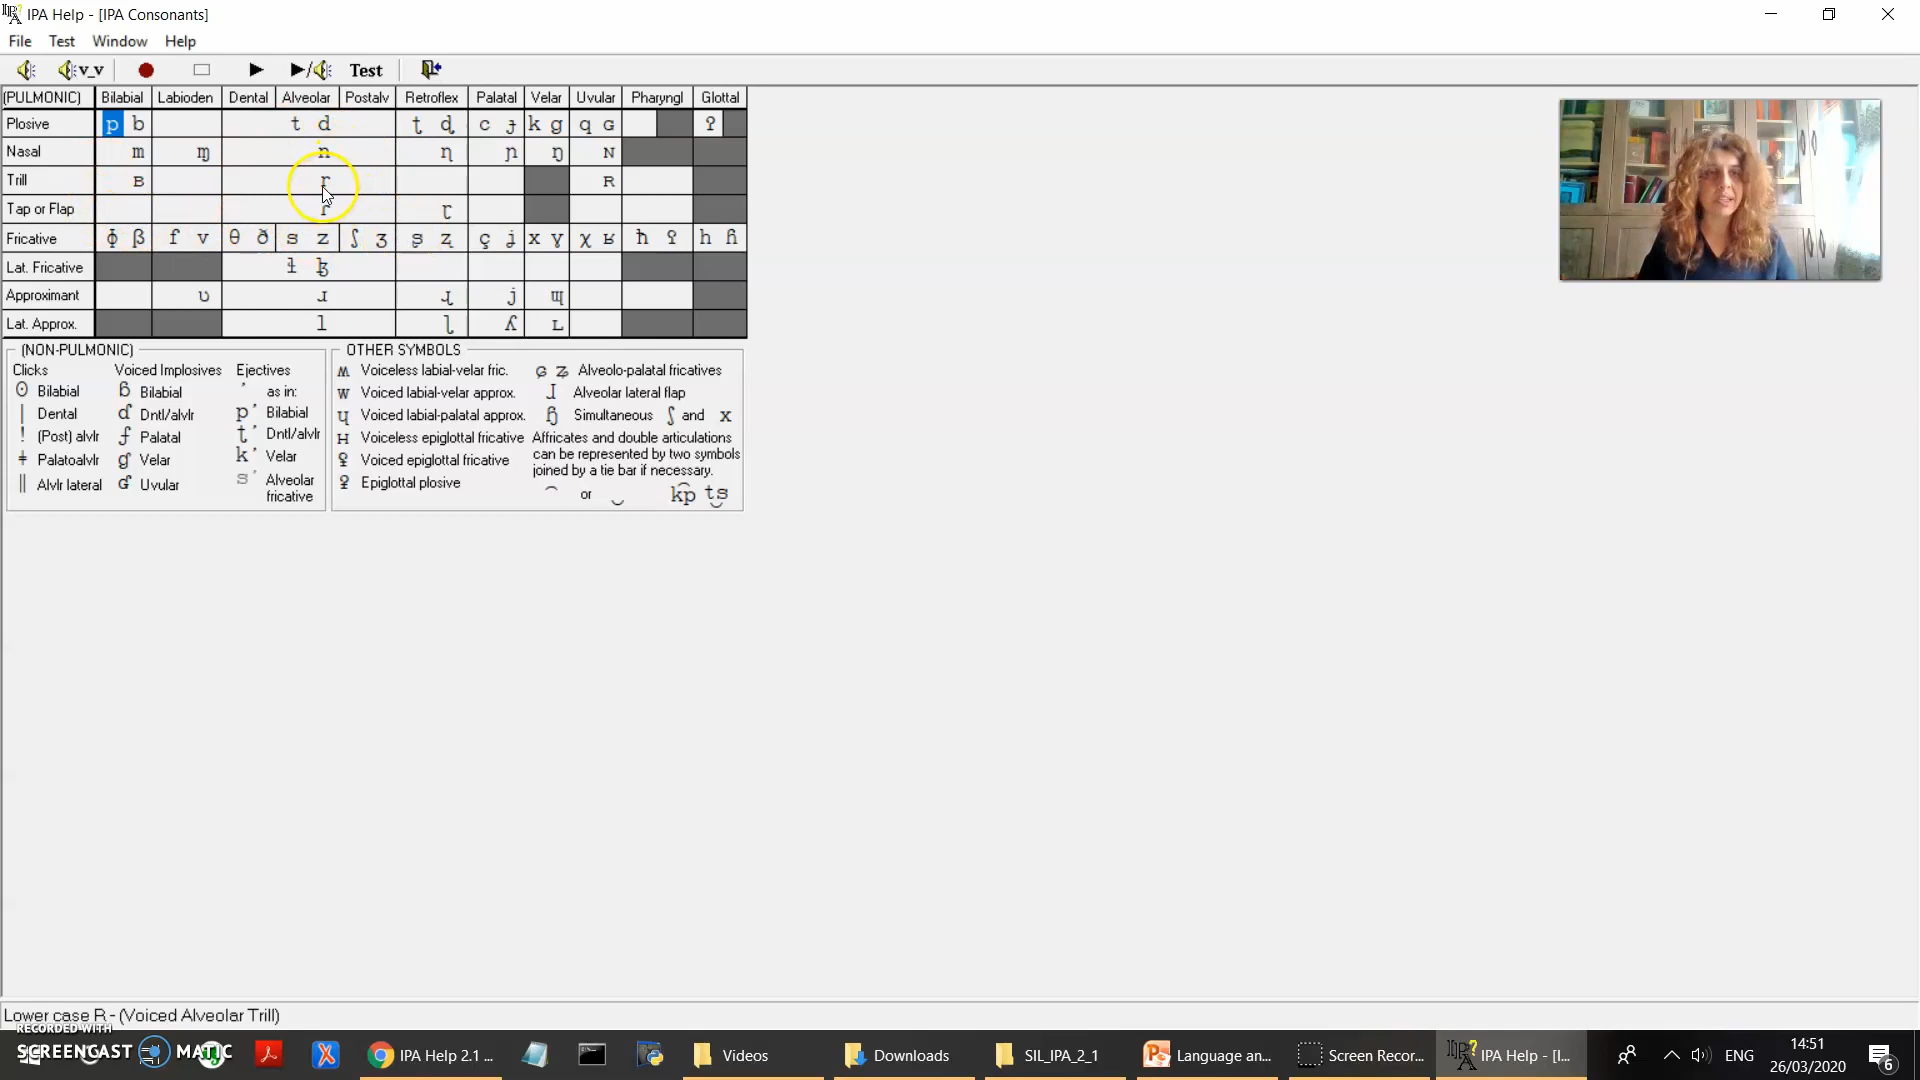 IPA Help - [IPA Consonants]
File Test Window Help
v_v Test
(PULMONIC) Bilabial Labioden Dental Alveolar Postalv Retroflex Palatal Velar Uvular Pharyngl Glottal
Plosive p b t d ʈ ɖ c ɟ k g q ɢ ʔ
Nasal m ɱ n ɳ ɲ ŋ ɴ
Trill ʙ r ʀ
Tap or Flap ɾ ɽ
Fricative ɸ β f v θ ð s z ʃ ʒ ʂ ʐ ç ʝ x ɣ χ ʁ ħ ʕ h ɦ
Lat. Fricative ɬ ɮ
Approximant ʋ ɹ ɻ j ɰ
Lat. Approx. l ɭ ʎ ʟ
(NON-PULMONIC)
Clicks Voiced Implosives Ejectives
ʘ Bilabial ɓ Bilabial ʼ as in:
ǀ Dental ɗ Dntl/alvlr pʼ Bilabial
ǃ (Post) alvlr ʄ Palatal tʼ Dntl/alvlr
ǂ Palatoalvlr ɠ Velar kʼ Velar
ǁ Alvlr lateral ʛ Uvular sʼ Alveolar
fricative
OTHER SYMBOLS
ʍ Voiceless labial-velar fric. ɕ ʑ Alveolo-palatal fricatives
w Voiced labial-velar approx. ɺ Alveolar lateral flap
ɥ Voiced labial-palatal approx. ɧ Simultaneous ʃ and x
ʜ Voiceless epiglottal fricative Affricates and double articulations
ʢ Voiced epiglottal fricative can be represented by two symbols
ʡ Epiglottal plosive joined by a tie bar if necessary.
͡ or ͜ k͡p t͜s
Lower case R - (Voiced Alveolar Trill)
RECORDED WITH
SCREENCAST MATIC
IPA Help 2.1 ... Videos Downloads SIL_IPA_2_1 Language an... Screen Recor... IPA Help - [I... ENG 14:51
26/03/2020 6